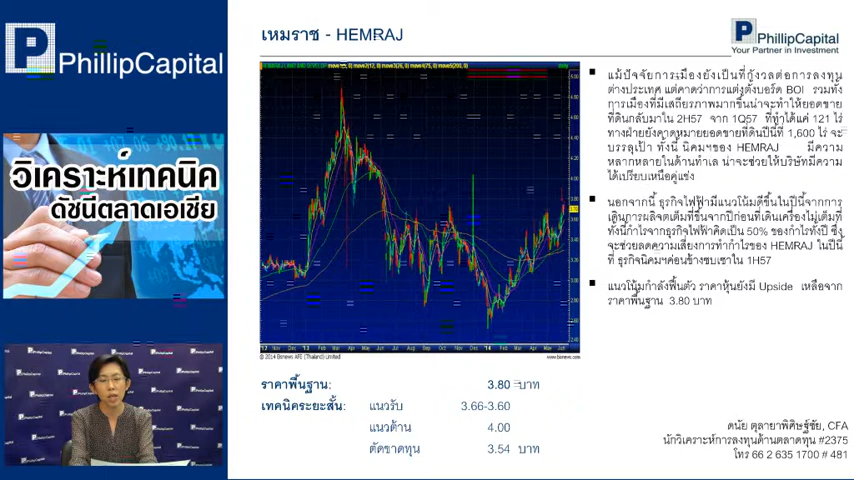 PhillipCapital
วิเคราะห์เทคนิค
ดัชนีตลาดเอเชีย
เหมราช - HEMRAJ
PhillipCapital
Your Partner in Investment
แม้ปัจจัยการเมืองยังเป็นที่กังวลต่อการลงทุน
ต่างประเทศ แต่คาดว่าการแต่งตั้งบอร์ด BOI รวมทั้ง
การเมืองที่มีเสถียรภาพมากขึ้นน่าจะทำให้ยอดขาย
ที่ดินกลับมาใน 2H57 จาก 1Q57 ที่ทำได้แค่ 121 ไร่
ทางฝ่ายยังคาดหมายยอดขายที่ดินปีนี้ที่ 1,600 ไร่ จะ
บรรลุเป้า ทั้งนี้ นิคมฯของ HEMRAJ มีความ
หลากหลายในด้านทำเล น่าจะช่วยให้บริษัทมีความ
ได้เปรียบเหนือคู่แข่ง
นอกจากนี้ ธุรกิจไฟฟ้ามีแนวโน้มดีขึ้นในปีนี้จากการ
เดินการผลิตเต็มที่ขึ้นจากปีก่อนที่เดินเครื่องไม่เต็มที่
ทั้งนี้กำไรจากธุรกิจไฟฟ้าคิดเป็น 50% ของกำไรทั้งปี ซึ่ง
จะช่วยลดความเสี่ยงการทำกำไรของ HEMRAJ ในปีนี้
ที่ ธุรกิจนิคมฯค่อนข้างซบเซาใน 1H57
แนวโน้มกำลังฟื้นตัว ราคาหุ้นยังมี Upside เหลือจาก
ราคาพื้นฐาน 3.80 บาท
© 2014 Bisnews AFE (Thailand) Limited
www.bisnews.com
ราคาพื้นฐาน: 3.80 บาท
เทคนิคระยะสั้น: แนวรับ 3.66-3.60
แนวต้าน 4.00
ตัดขาดทุน 3.54 บาท
ดนัย ตุลยาพิศิษฐ์ชัย, CFA
นักวิเคราะห์การลงทุนด้านตลาดทุน #2375
โทร 66 2 635 1700 # 481